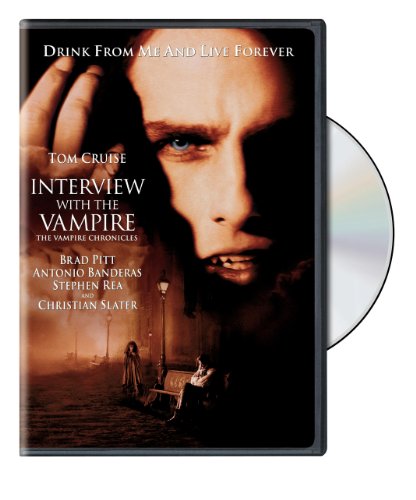 DRINK FROM ME AND LIVE FOREVER
TOM CRUISE
INTERVIEW
WITH THE
VAMPIRE
THE VAMPIRE CHRONICLES
BRAD PITT
ANTONIO BANDERAS
STEPHEN REA
AND
CHRISTIAN SLATER